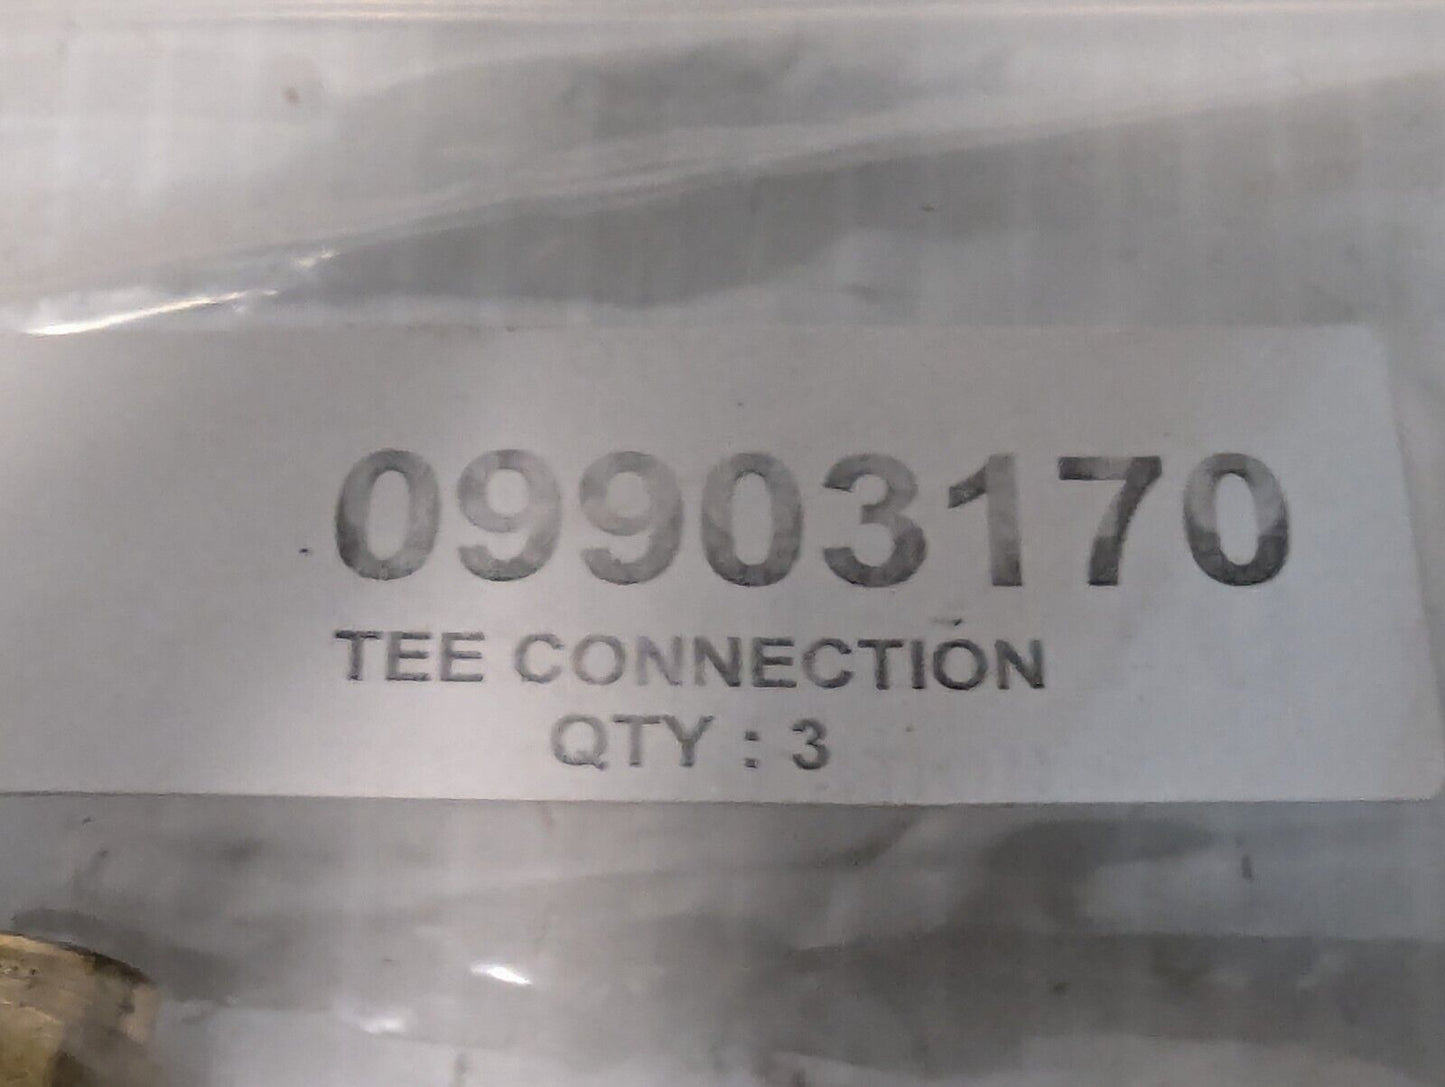 09903170
TEE CONNECTION
QTY : 3